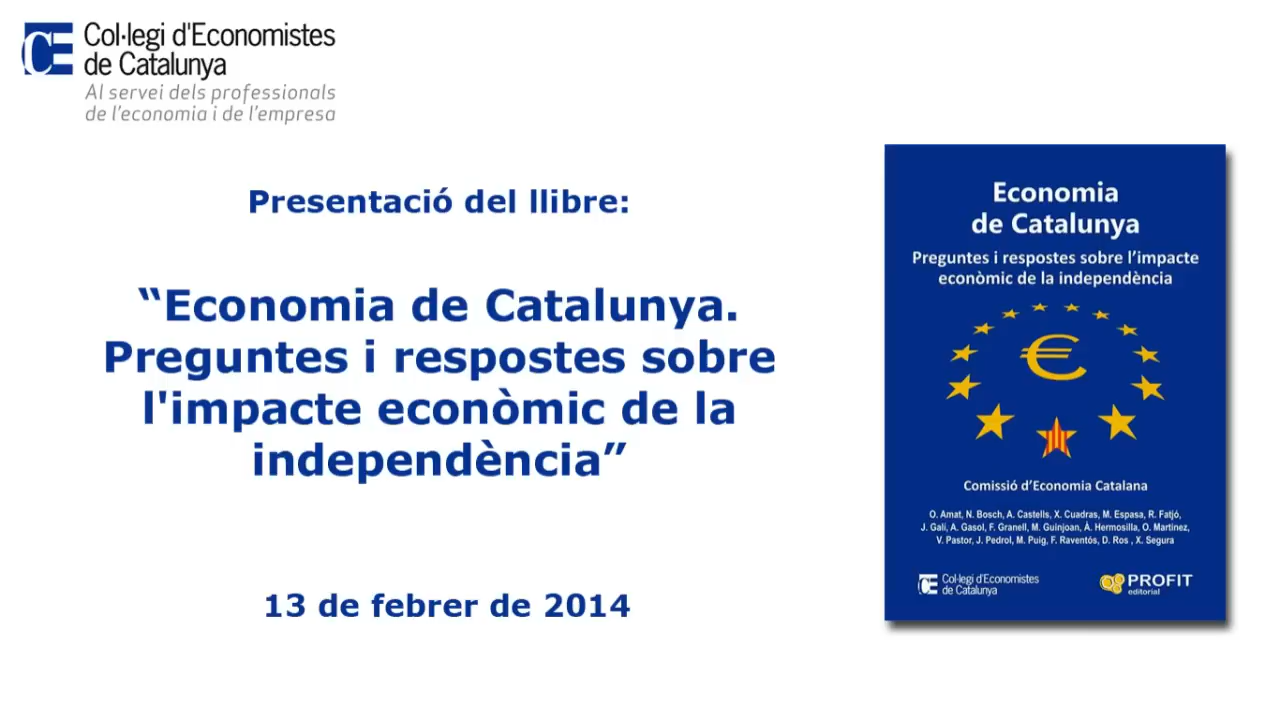 Col·legi d'Economistes
de Catalunya
Al servei dels professionals
de l'economia i de l'empresa
Presentació del llibre:
“Economia de Catalunya.
Preguntes i respostes sobre
l'impacte econòmic de la
independència”
13 de febrer de 2014
Economia
de Catalunya
Preguntes i respostes sobre l’impacte
econòmic de la independència
€
Comissió d’Economia Catalana
O. Amat, N. Bosch, A. Castells, X. Cuadras, M. Espasa, R. Fatjó,
J. Galí, A. Gasol, F. Granell, M. Guinjoan, À. Hermosilla, O. Martínez,
V. Pastor, J. Pedrol, M. Puig, F. Raventós, D. Ros , X. Segura
Col·legi d'Economistes
de Catalunya
PROFIT
editorial